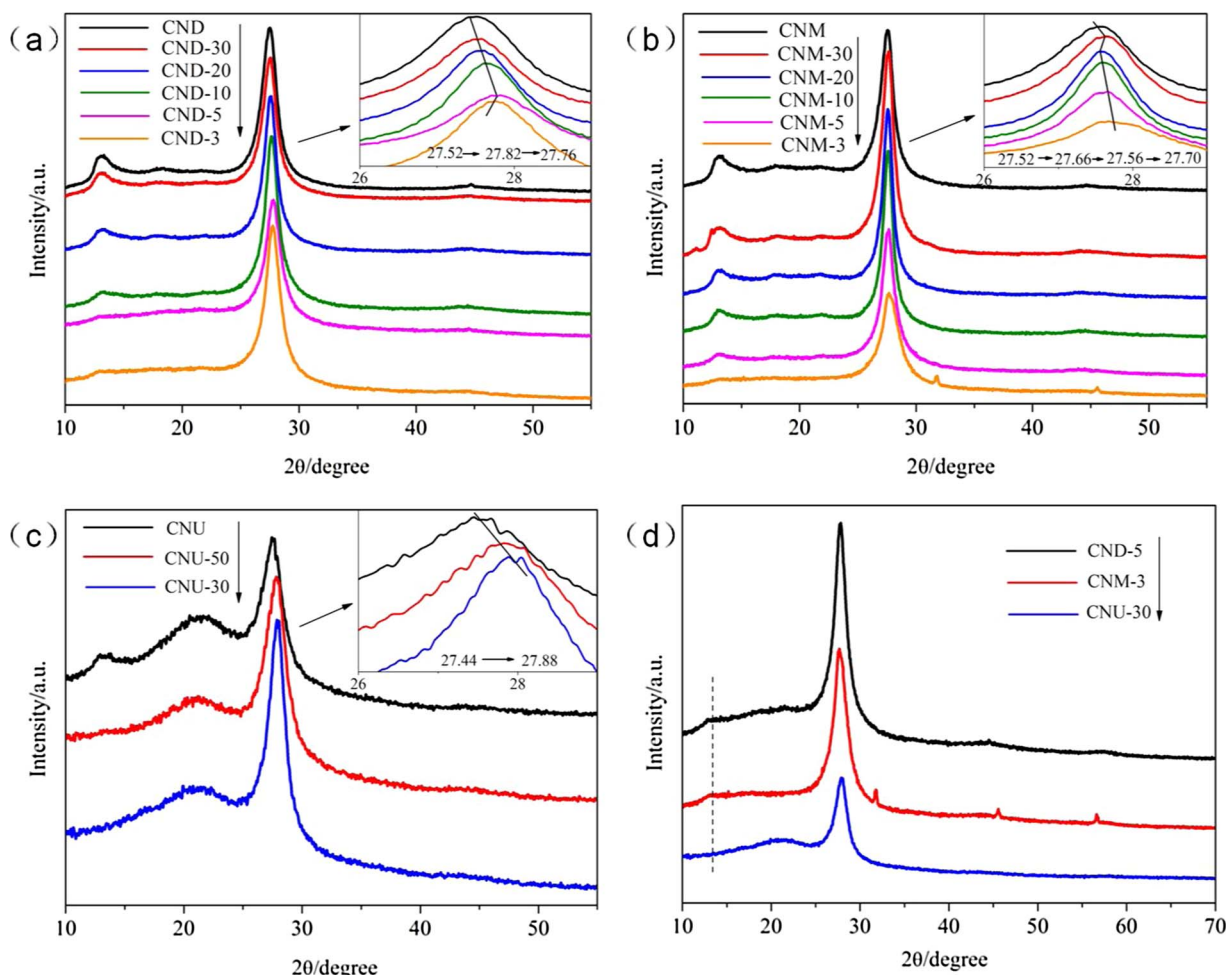 （a）
CND
CND-30
CND-20
CND-10
CND-5
CND-3
27.52 → 27.82 → 27.76
26 28
Intensity/a.u.
10 20 30 40 50
2θ/degree
（b）
CNM
CNM-30
CNM-20
CNM-10
CNM-5
CNM-3
27.52 → 27.66 → 27.56 → 27.70
26 28
Intensity/a.u.
10 20 30 40 50
2θ/degree
（c）
CNU
CNU-50
CNU-30
27.44 → 27.88
26 28
Intensity/a.u.
10 20 30 40 50
2θ/degree
（d）
CND-5
CNM-3
CNU-30
Intensity/a.u.
10 20 30 40 50 60 70
2θ/degree